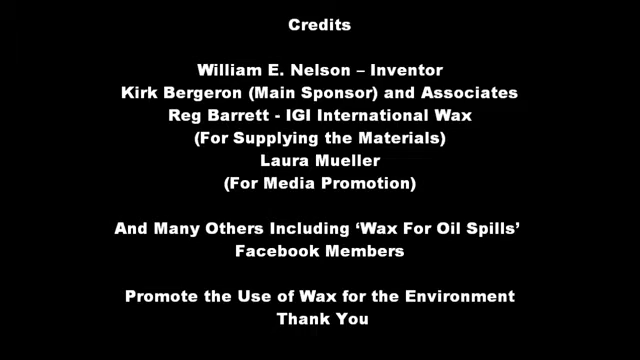 Credits
William E. Nelson – Inventor
Kirk Bergeron (Main Sponsor) and Associates
Reg Barrett - IGI International Wax
(For Supplying the Materials)
Laura Mueller
(For Media Promotion)
And Many Others Including ‘Wax For Oil Spills’
Facebook Members
Promote the Use of Wax for the Environment
Thank You